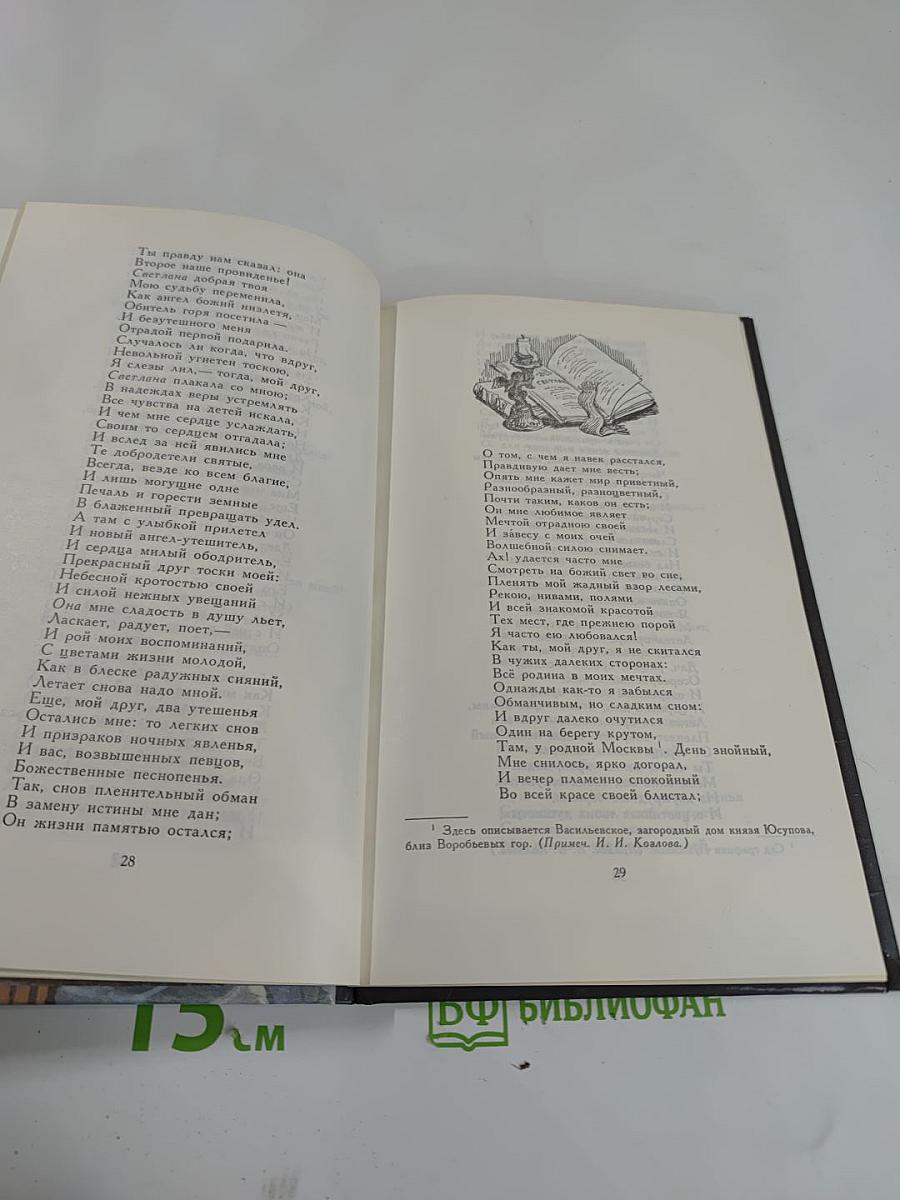 Ты правду нам сказал: она
Второе наше провиденье!
Светлана добрая твоя
Мою судьбу переменила,
Как ангел божий низлетя,
Обитель горя посетила —
И безутешного меня
Отрадой первой подарила.
Случалось ли когда, что вдруг,
Невольной угнетен тоскою,
Я слезы лил,— тогда, мой друг,
Светлана плакала со мною;
В надеждах веры устремлять
Все чувства на детей искала,
И чем мне сердце услаждать,
Своим то сердцем отгадала;
И вслед за ней явились мне
Те добродетели святые,
Всегда, везде ко всем благие,
И лишь могущие одне
Печаль и горести земные
В блаженный превращать удел.
А там с улыбкой прилетел
И новый ангел-утешитель,
И сердца милый ободритель,
Прекрасный друг тоски моей:
Небесной кротостью своей
И силой нежных увещаний
Она мне сладость в душу льет,
Ласкает, радует, поет,—
И рой моих воспоминаний,
С цветами жизни молодой,
Как в блеске радужных сияний,
Летает снова надо мной.
Еще, мой друг, два утешенья
Остались мне: то легких снов
И призраков ночных явленья,
И вас, возвышенных певцов,
Божественные песнопенья.
Так, снов пленительный обман
В замену истины мне дан;
Он жизни памятью остался;
28
СВЕТЛАНА
О том, с чем я навек расстался,
Правдивую дает мне весть;
Опять мне кажет мир приветный,
Разнообразный, разноцветный,
Почти таким, каков он есть;
Он мне любимое являет
Мечтой отрадною своей
И завесу с моих очей
Волшебной силою снимает.
Ах! удается часто мне
Смотреть на божий свет во сне,
Пленять мой жадный взор лесами,
Рекою, нивами, полями
И всей знакомой красотой
Тех мест, где прежнею порой
Я часто ею любовался!
Как ты, мой друг, я не скитался
В чужих далеких сторонах:
Всё родина в моих мечтах.
Однажды как-то я забылся
Обманчивым, но сладким сном:
И вдруг далеко очутился
Один на берегу крутом,
Там, у родной Москвы ¹. День знойный,
Мне снилось, ярко догорал,
И вечер пламенно спокойный
Во всей красе своей блистал;
¹ Здесь описывается Васильевское, загородный дом князя Юсупова,
близ Воробьевых гор. (Примеч. И. И. Козлова.)
29
15 см
БФ БИБЛИОФАН